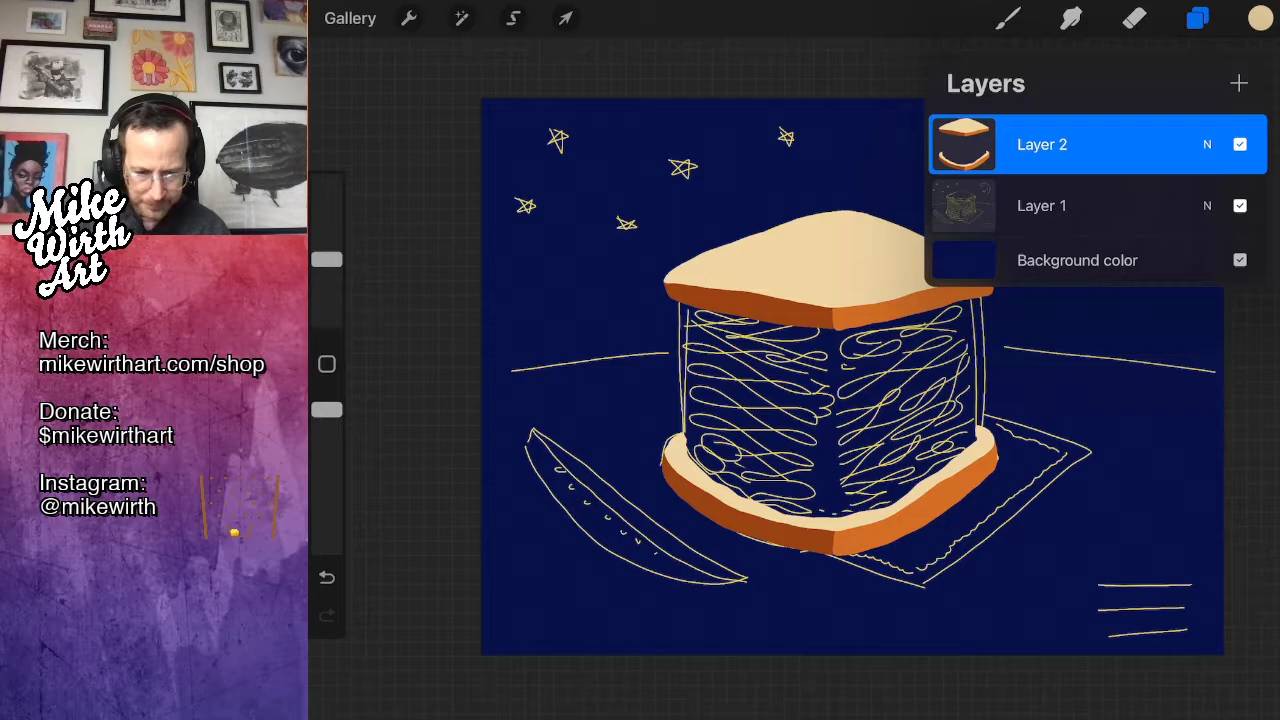 Gallery
Layers
Layer 2
N
Layer 1
N
Background color
Mike
Wirth
Art
Merch:
mikewirthart.com/shop
Donate:
$mikewirthart
Instagram:
@mikewirth